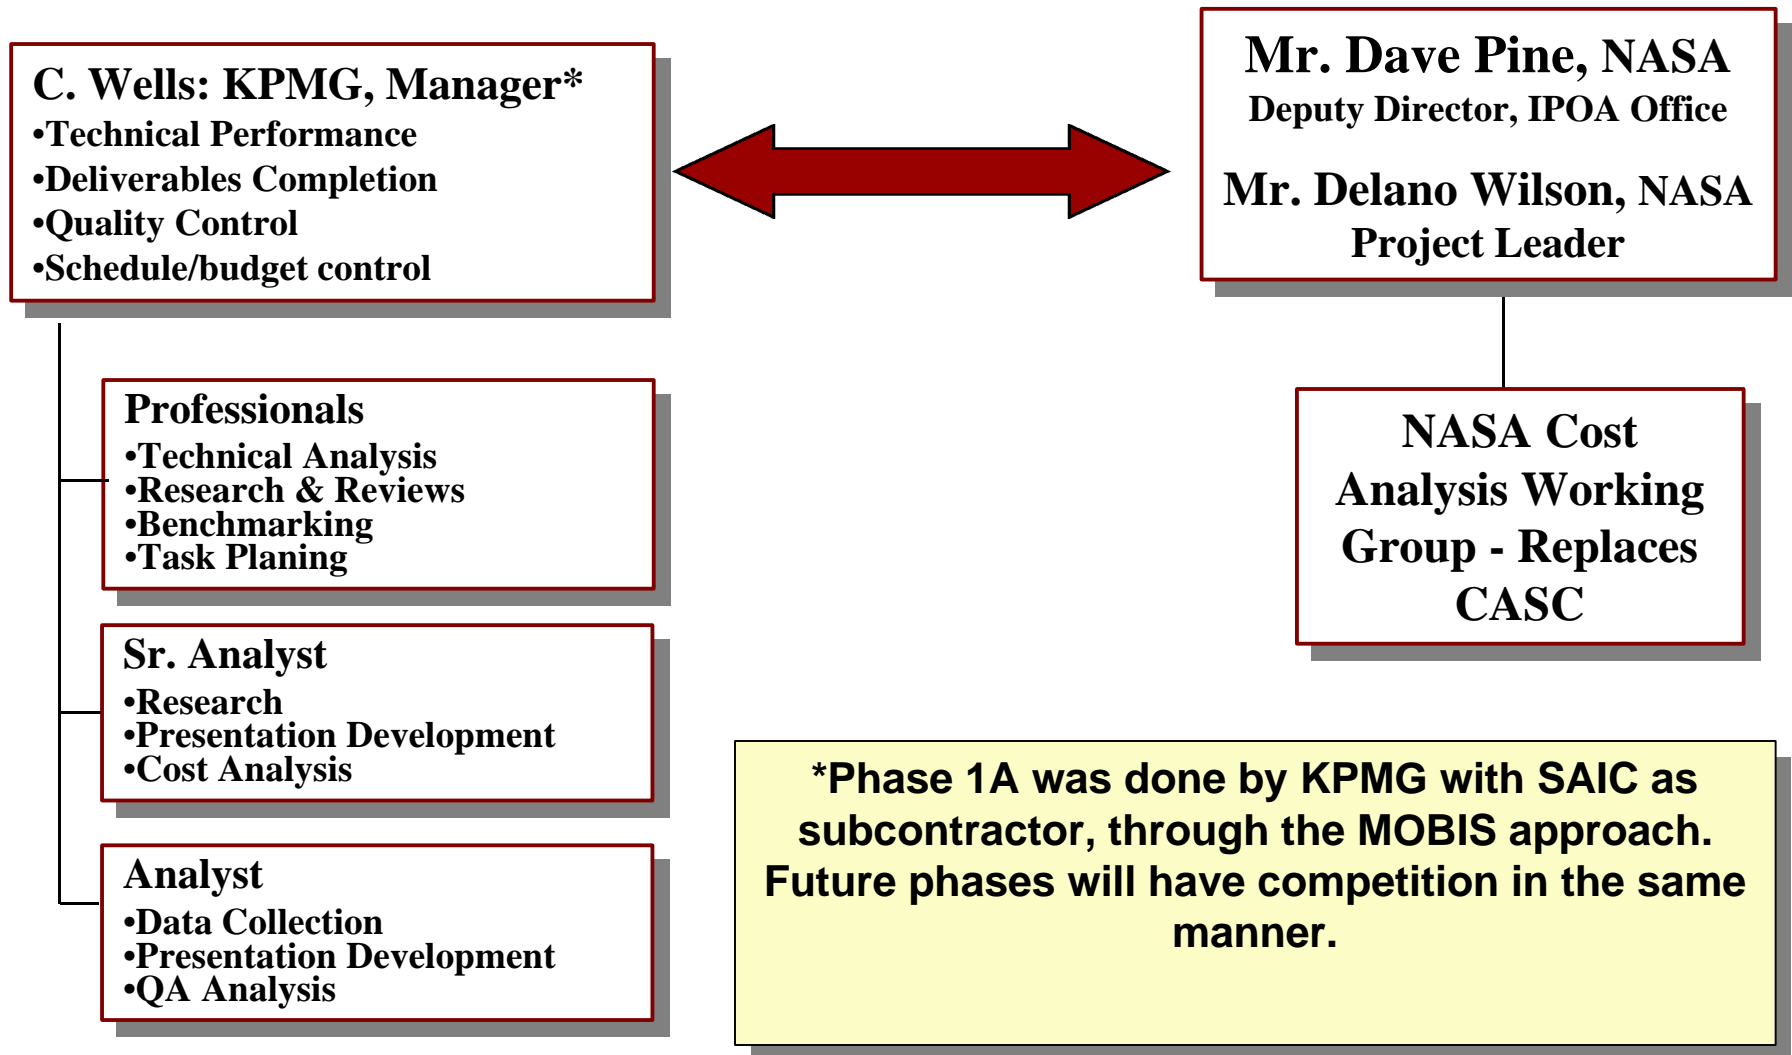 C. Wells: KPMG, Manager*
•Technical Performance
•Deliverables Completion
•Quality Control
•Schedule/budget control
Mr. Dave Pine, NASA
Deputy Director, IPOA Office
Mr. Delano Wilson, NASA
Project Leader
Professionals
•Technical Analysis
•Research & Reviews
•Benchmarking
•Task Planing
Sr. Analyst
•Research
•Presentation Development
•Cost Analysis
Analyst
•Data Collection
•Presentation Development
•QA Analysis
NASA Cost
Analysis Working
Group - Replaces
CASC
*Phase 1A was done by KPMG with SAIC as
subcontractor, through the MOBIS approach.
Future phases will have competition in the same
manner.